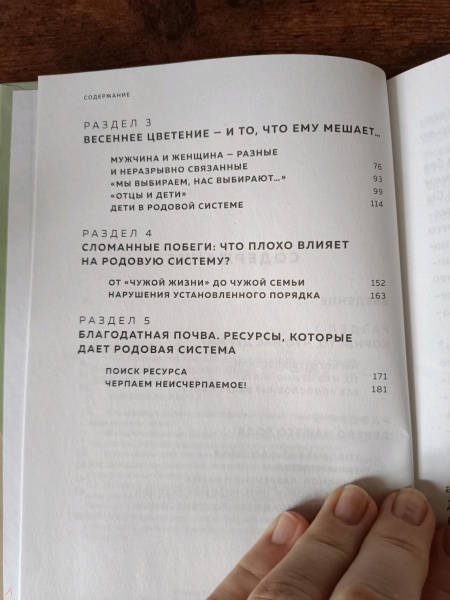 СОДЕРЖАНИЕ
РАЗДЕЛ 3
ВЕСЕННЕЕ ЦВЕТЕНИЕ – И ТО, ЧТО ЕМУ МЕШАЕТ...
МУЖЧИНА И ЖЕНЩИНА – РАЗНЫЕ
И НЕРАЗРЫВНО СВЯЗАННЫЕ 76
"МЫ ВЫБИРАЕМ, НАС ВЫБИРАЮТ..." 93
"ОТЦЫ И ДЕТИ" 99
ДЕТИ В РОДОВОЙ СИСТЕМЕ 114
РАЗДЕЛ 4
СЛОМАННЫЕ ПОБЕГИ: ЧТО ПЛОХО ВЛИЯЕТ
НА РОДОВУЮ СИСТЕМУ?
ОТ "ЧУЖОЙ ЖИЗНИ" ДО ЧУЖОЙ СЕМЬИ 152
НАРУШЕНИЯ УСТАНОВЛЕННОГО ПОРЯДКА 163
РАЗДЕЛ 5
БЛАГОДАТНАЯ ПОЧВА. РЕСУРСЫ, КОТОРЫЕ
ДАЕТ РОДОВАЯ СИСТЕМА
ПОИСК РЕСУРСА 171
ЧЕРПАЕМ НЕИСЧЕРПАЕМОЕ! 181